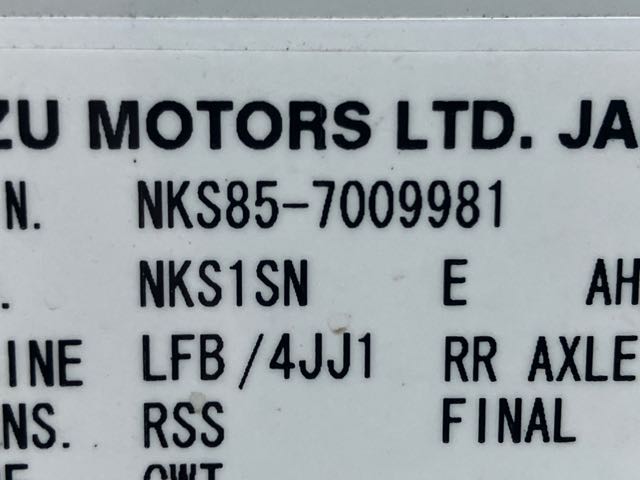 ZU MOTORS LTD. JA
N. NKS85-7009981
. NKS1SN E AH
INE LFB/4JJ1 RR AXLE
NS. RSS FINAL